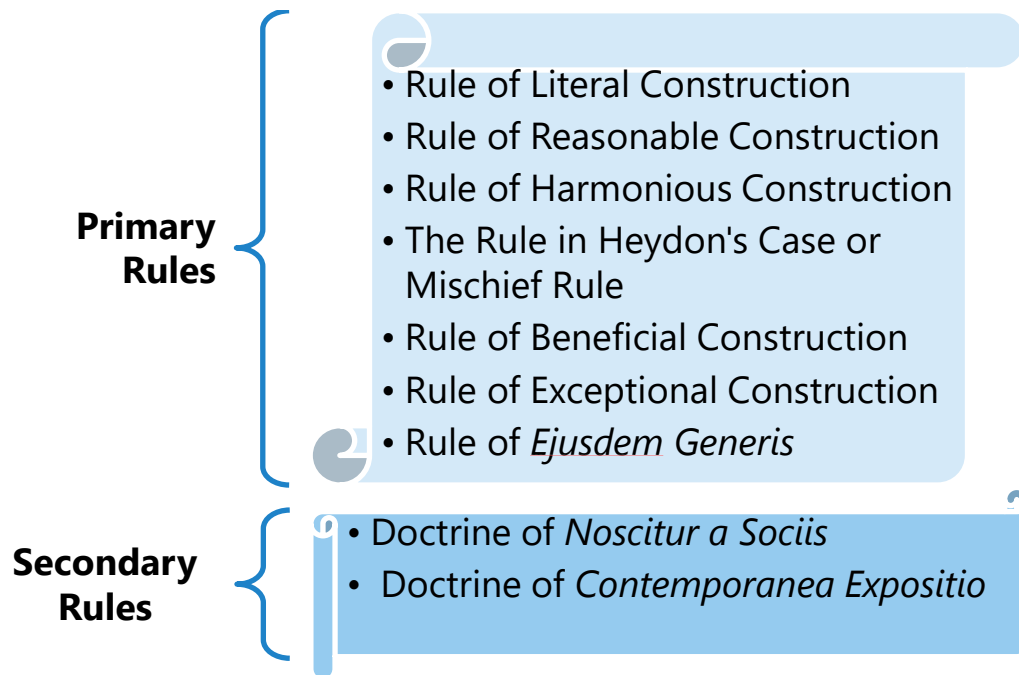 Primary
Rules
• Rule of Literal Construction
• Rule of Reasonable Construction
• Rule of Harmonious Construction
• The Rule in Heydon's Case or
Mischief Rule
• Rule of Beneficial Construction
• Rule of Exceptional Construction
• Rule of Ejusdem Generis
Secondary
Rules
• Doctrine of Noscitur a Sociis
• Doctrine of Contemporanea Expositio